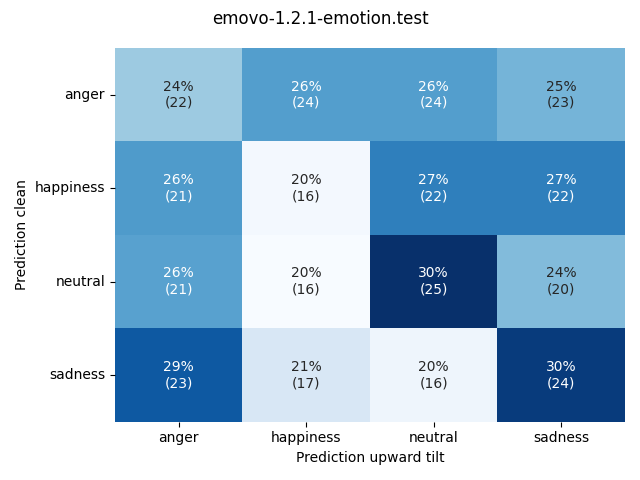 emovo-1.2.1-emotion.test
Prediction clean
anger
24% 26% 26% 25%
(22) (24) (24) (23)
happiness
26% 20% 27% 27%
(21) (16) (22) (22)
neutral
26% 20% 30% 24%
(21) (16) (25) (20)
sadness
29% 21% 20% 30%
(23) (17) (16) (24)
anger happiness neutral sadness
Prediction upward tilt